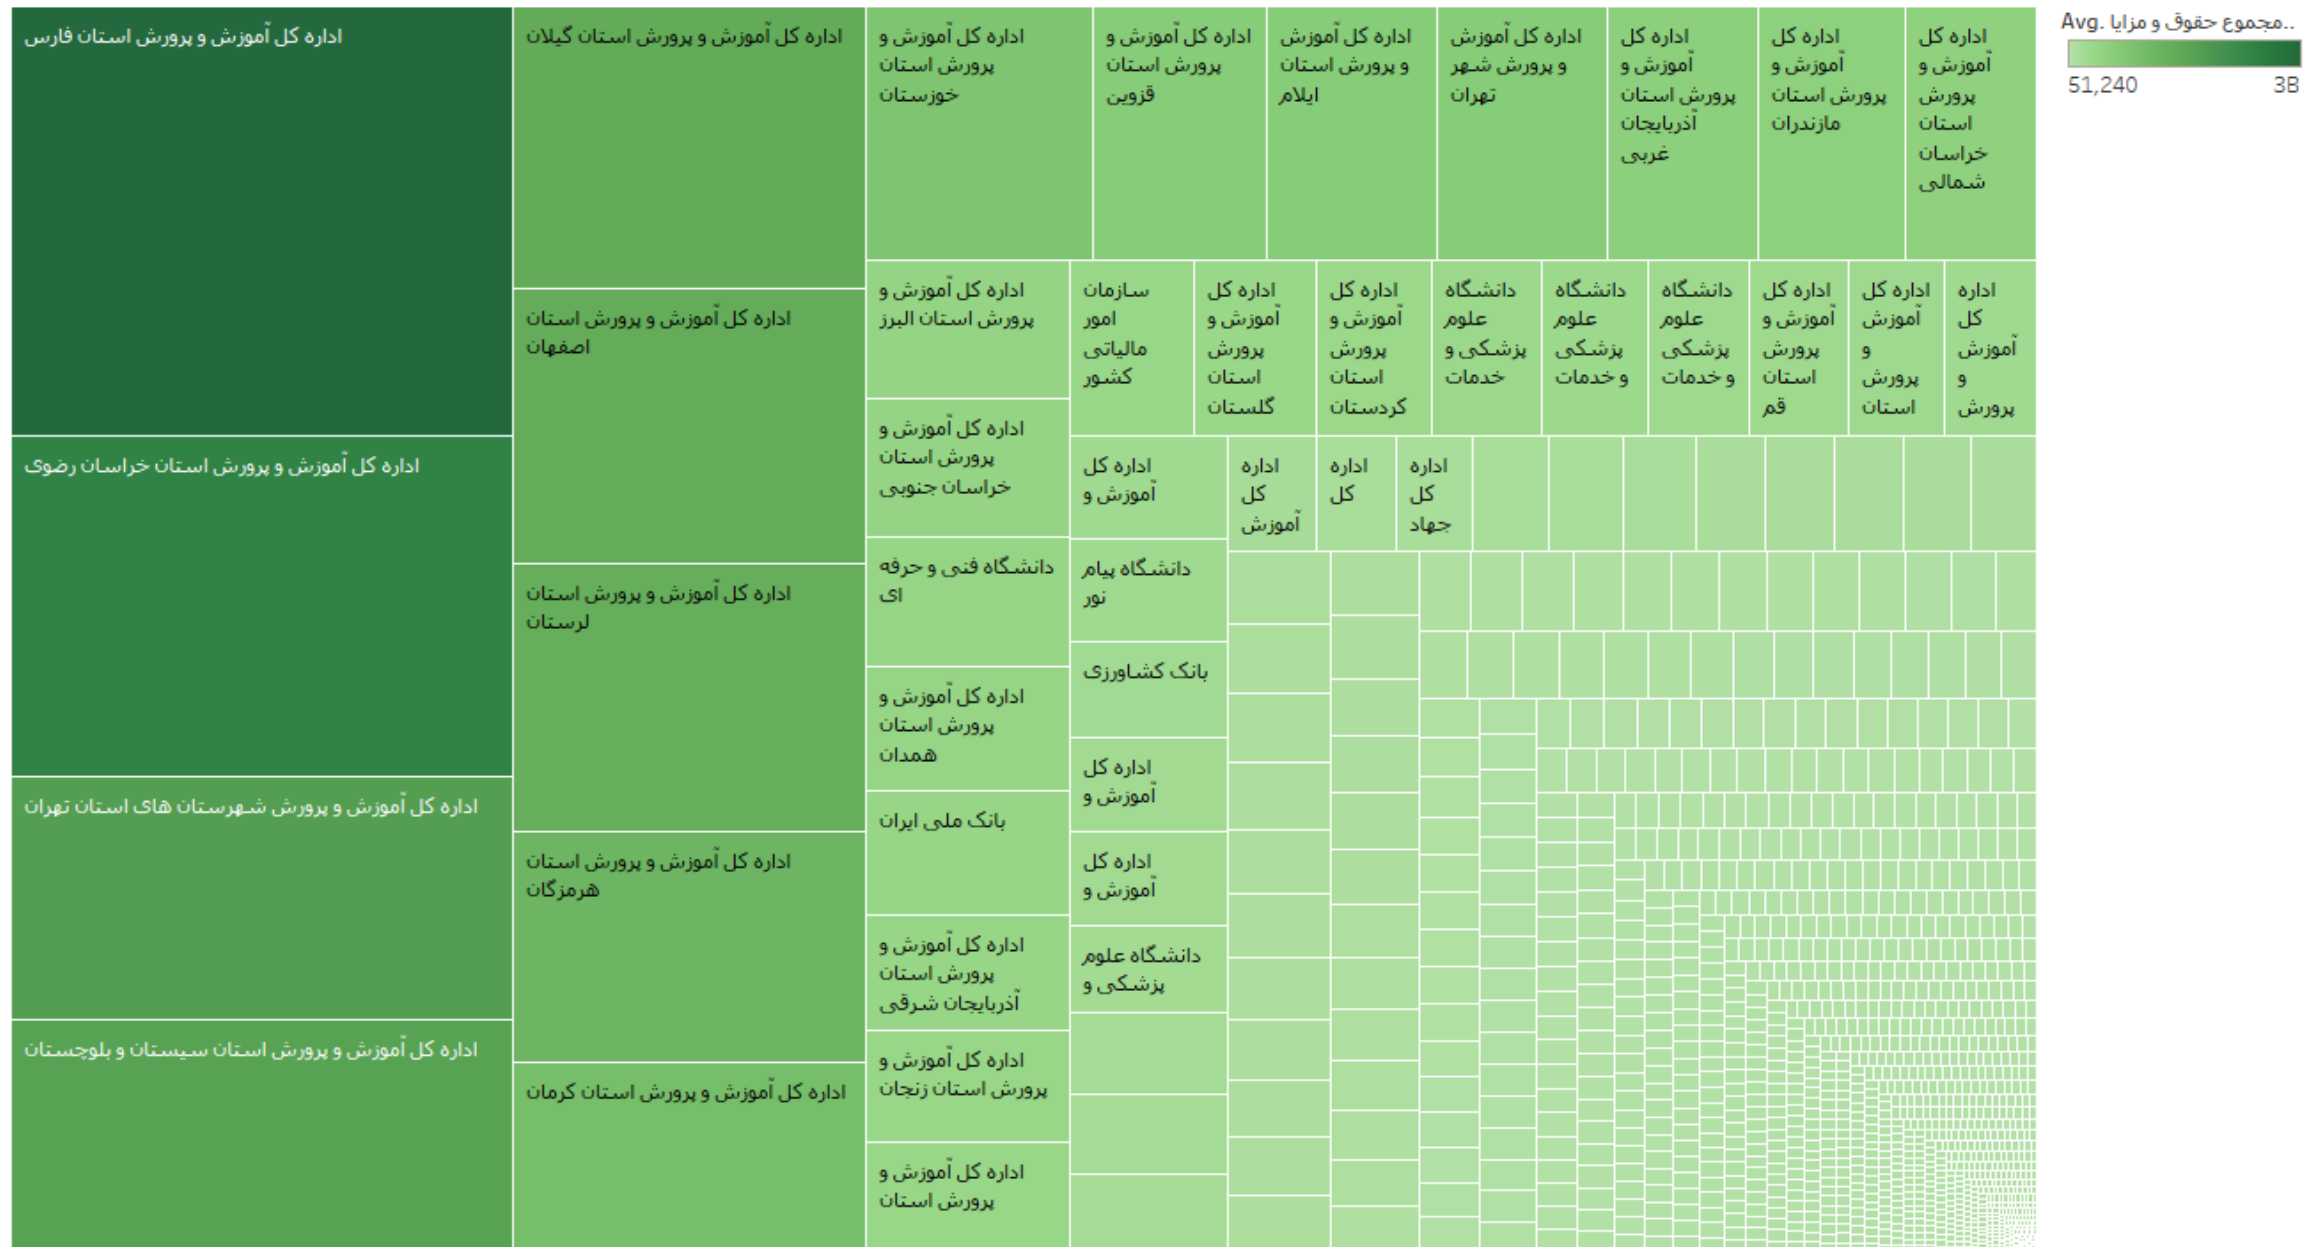 اداره کل آموزش و پرورش استان فارس
اداره کل آموزش و پرورش استان خراسان رضوی
اداره کل آموزش و پرورش شهرستان های استان تهران
اداره کل آموزش و پرورش استان سیستان و بلوچستان
اداره کل آموزش و پرورش استان گیلان
اداره کل آموزش و پرورش استان
اصفهان
اداره کل آموزش و پرورش استان
لرستان
اداره کل آموزش و پرورش استان
هرمزگان
اداره کل آموزش و پرورش استان کرمان
اداره کل آموزش و
پرورش استان
خوزستان
اداره کل آموزش و
پرورش استان
قزوین
اداره کل آموزش
و پرورش استان
ایلام
اداره کل آموزش
و پرورش شهر
تهران
اداره کل
آموزش و
پرورش استان
آذربایجان
غربی
اداره کل
آموزش و
پرورش استان
مازندران
اداره کل
آموزش و
پرورش
استان
خراسان
شمالی
اداره کل آموزش و
پرورش استان البرز
اداره کل آموزش و
پرورش استان
خراسان جنوبی
دانشگاه فنی و حرفه
ای
اداره کل آموزش و
پرورش استان
همدان
بانک ملی ایران
اداره کل آموزش و
پرورش استان
آذربایجان شرقی
اداره کل آموزش و
پرورش استان زنجان
اداره کل آموزش و
پرورش استان
سازمان
امور
مالیاتی
کشور
اداره کل
آموزش و
پرورش
استان
گلستان
اداره کل
آموزش و
پرورش
استان
کردستان
دانشگاه
علوم
پزشکی و
خدمات
دانشگاه
علوم
پزشکی
و خدمات
دانشگاه
علوم
پزشکی
و خدمات
اداره کل
آموزش و
پرورش
استان
قم
اداره کل
آموزش
و
پرورش
استان
اداره
کل
آموزش
و
پرورش
اداره کل
آموزش و
اداره
کل
آموزش
اداره
کل
اداره
کل
جهاد
دانشگاه پیام
نور
بانک کشاورزی
اداره کل
آموزش و
اداره کل
آموزش و
دانشگاه علوم
پزشکی و
Avg. مجموع حقوق و مزایا..
51,240 3B